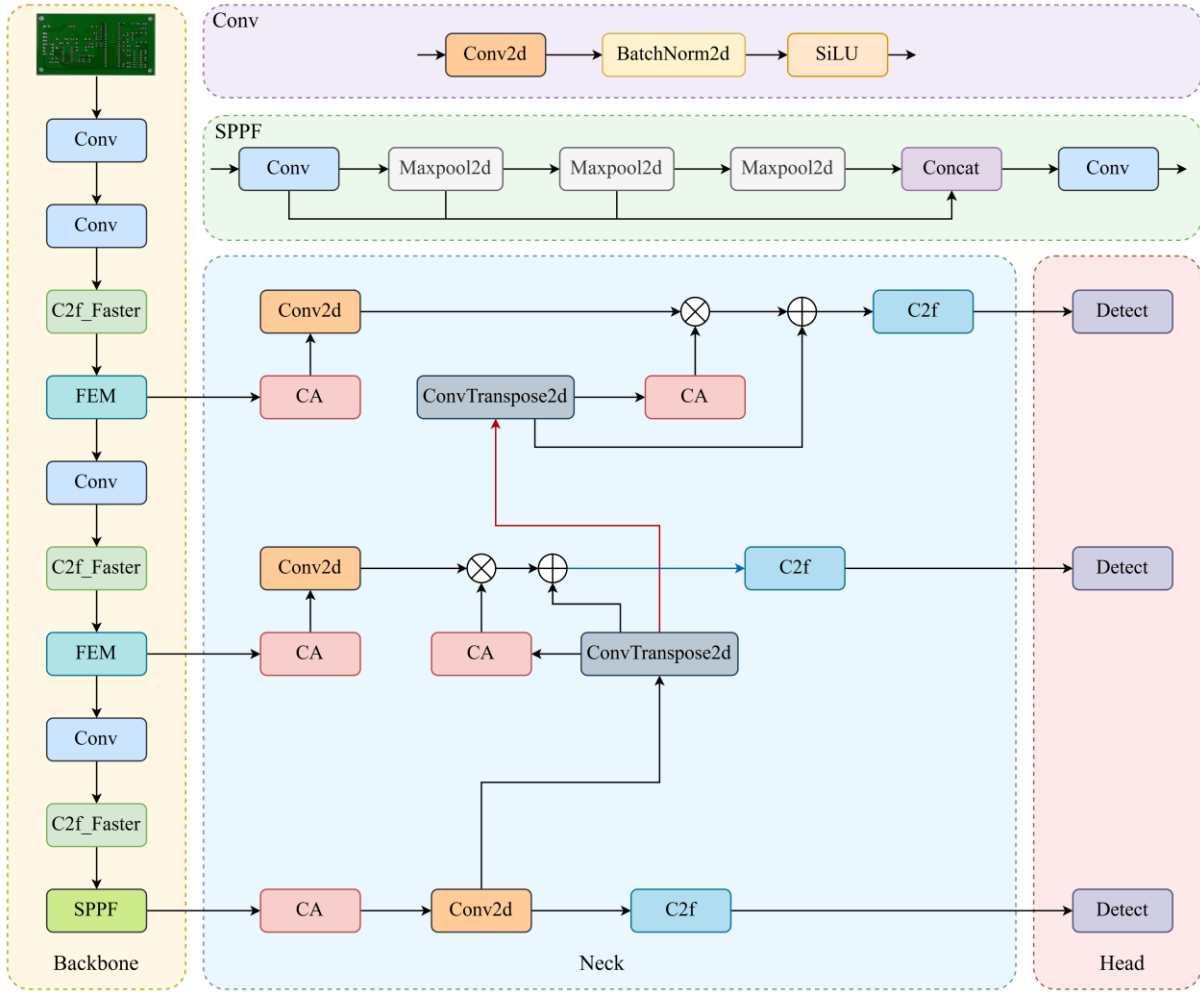 Conv
Conv2d
BatchNorm2d
SiLU
SPPF
Conv
Maxpool2d
Maxpool2d
Maxpool2d
Concat
Conv
Conv
Conv
C2f_Faster
FEM
Conv
C2f_Faster
FEM
Conv
C2f_Faster
SPPF
Backbone
Conv2d
C2f
CA
ConvTranspose2d
CA
Conv2d
C2f
CA
CA
ConvTranspose2d
CA
Conv2d
C2f
Neck
Detect
Detect
Detect
Head